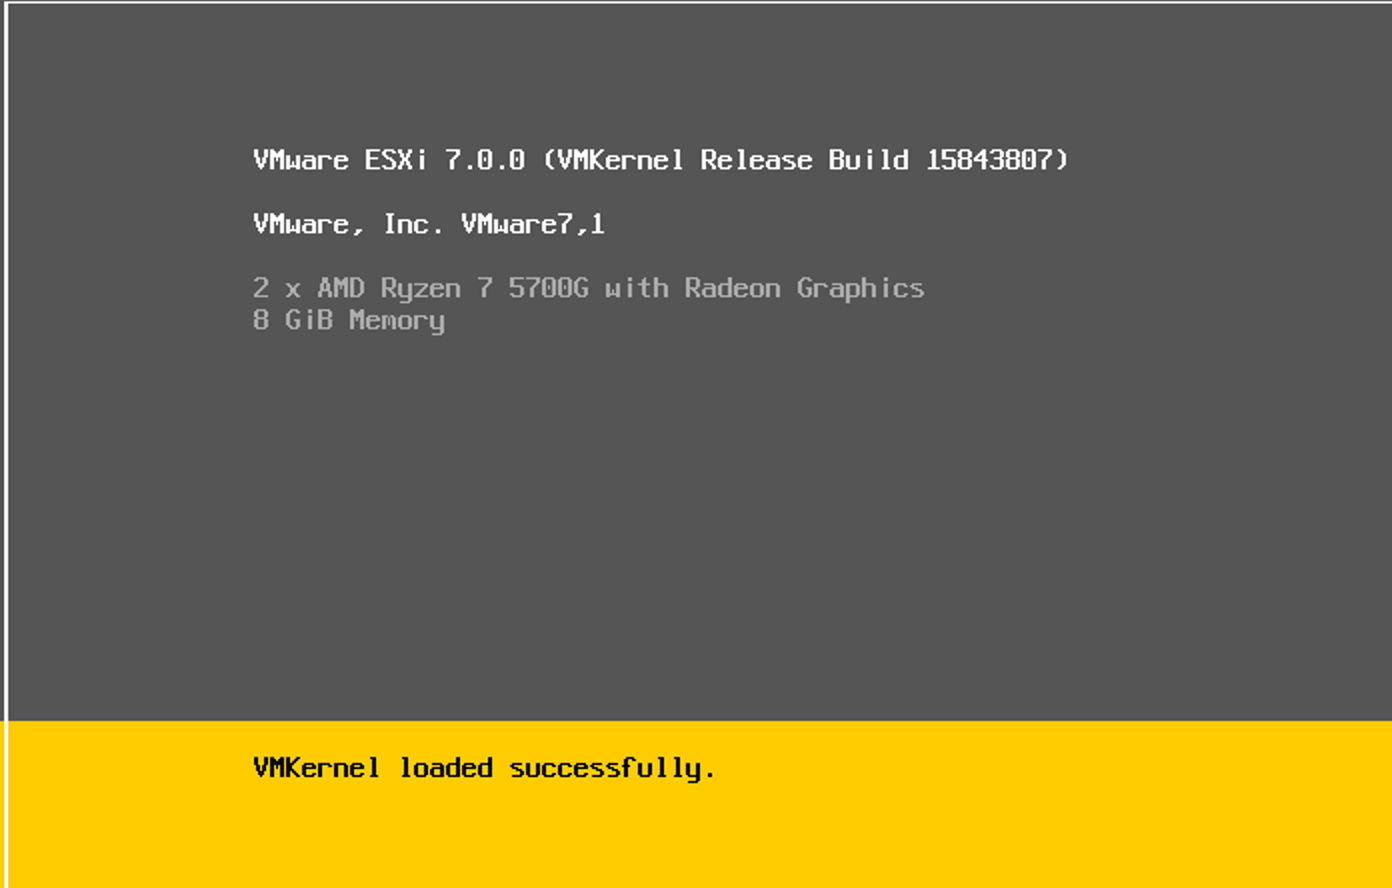 VMware ESXi 7.0.0 (VMKernel Release Build 15843807)
VMware, Inc. VMware7,1
2 x AMD Ryzen 7 5700G with Radeon Graphics
8 GiB Memory
VMKernel loaded successfully.